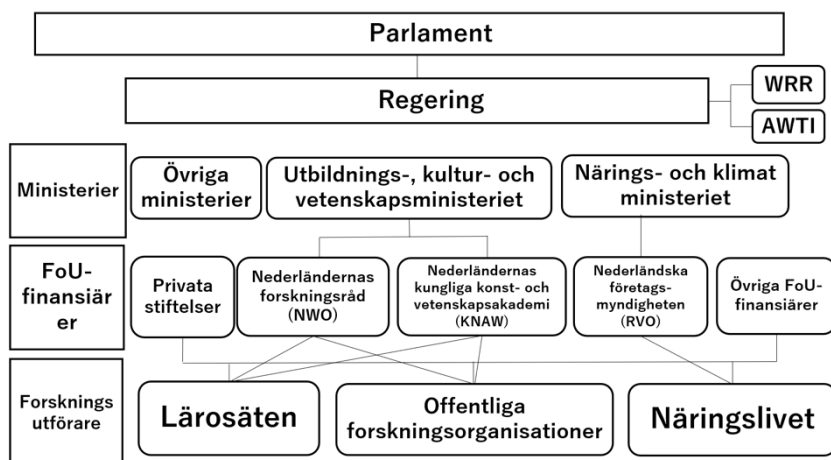 Parlament
Regering
WRR
AWTI
Ministerier
Övriga
ministerier
Utbildnings-, kultur- och
vetenskapsministeriet
Närings- och klimat
ministeriet
FoU-
finansiär
er
Privata
stiftelser
Nederländernas
forskningsråd
(NWO)
Nederländernas
kungliga konst- och
vetenskapsakademi
(KNAW)
Nederländska
företags-
myndigheten
(RVO)
Övriga FoU-
finansiärer
Forsknings
utförare
Lärosäten
Offentliga
forskningsorganisationer
Näringslivet